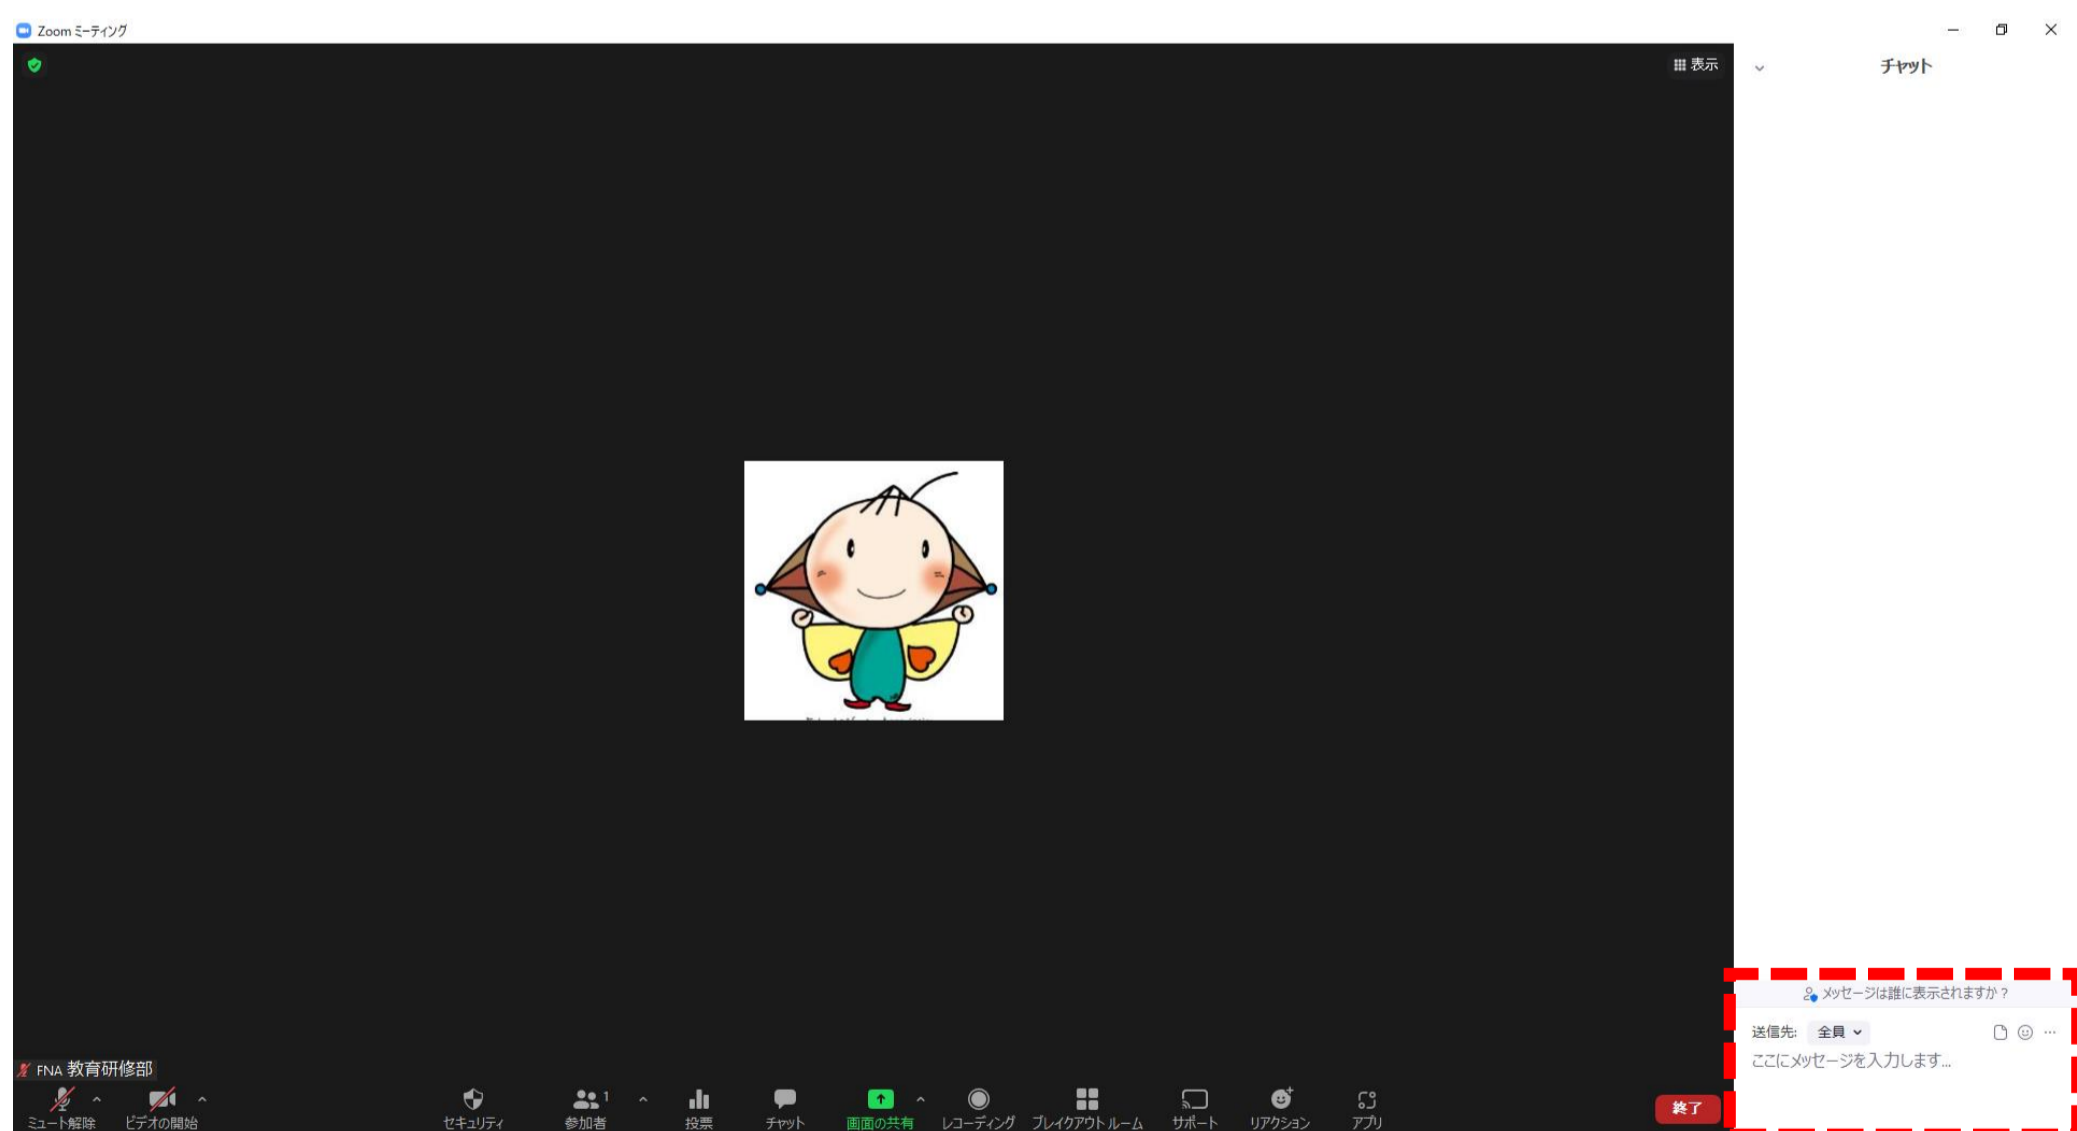 Zoom ミーティング
表示
チャット
メッセージは誰に表示されますか?
送信先: 全員
ここにメッセージを入力します...
FNA 教育研修部
ミュート解除
ビデオの開始
セキュリティ
参加者
1
投票
チャット
画面の共有
レコーディング
ブレイクアウト ルーム
サポート
リアクション
アプリ
終了